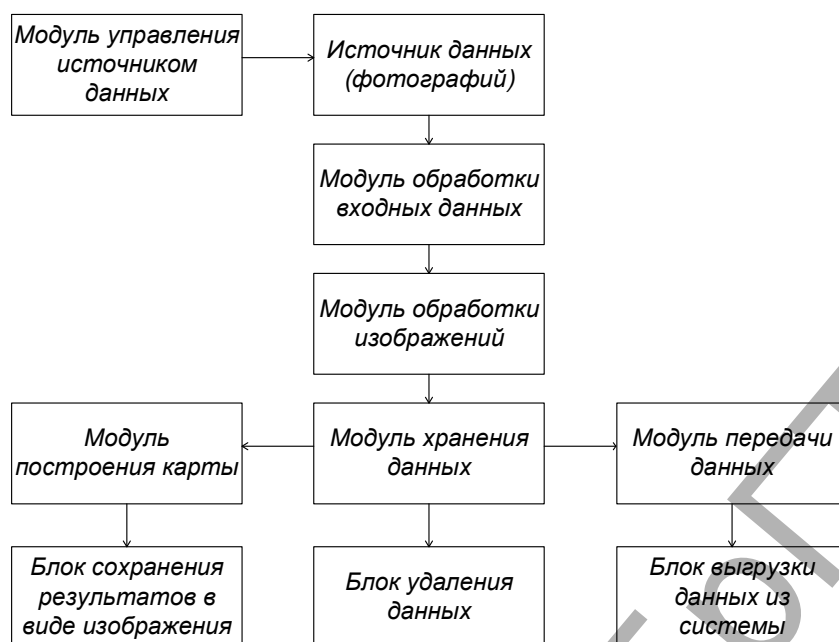 Модуль управления
источником
данных
Источник данных
(фотографий)
Модуль обработки
входных данных
Модуль обработки
изображений
Модуль
построения карты
Модуль хранения
данных
Модуль передачи
данных
Блок сохранения
результатов в
виде изображения
Блок удаления
данных
Блок выгрузки
данных из
системы